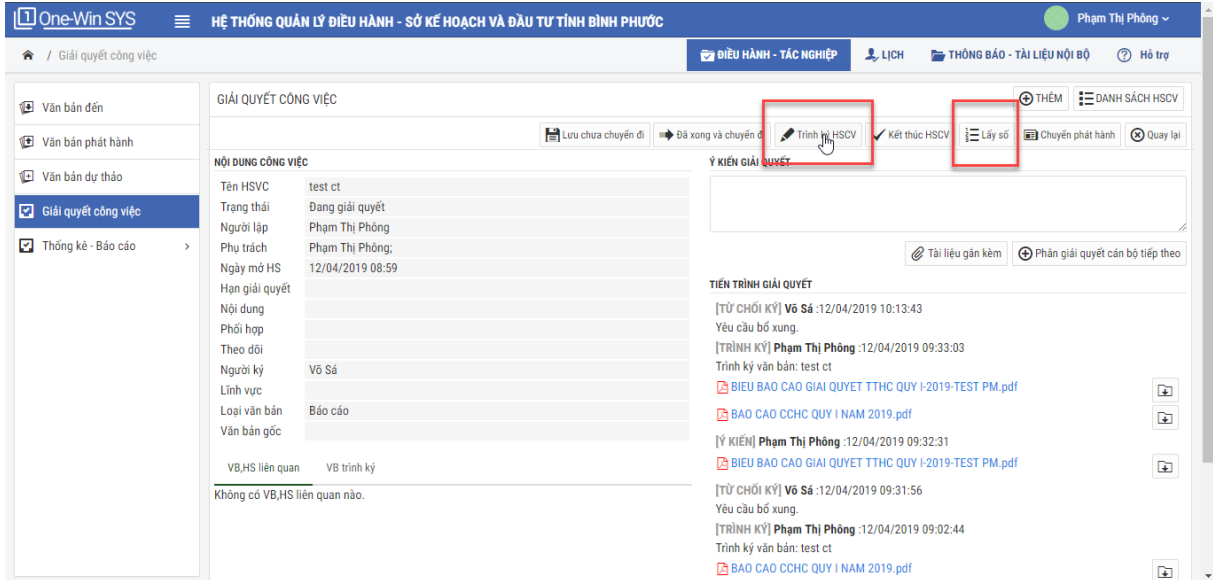 One-Win SYS
HỆ THỐNG QUẢN LÝ ĐIỀU HÀNH - SỞ KẾ HOẠCH VÀ ĐẦU TƯ TỈNH BÌNH PHƯỚC
Phạm Thị Phông
/ Giải quyết công việc
ĐIỀU HÀNH - TÁC NGHIỆP
LỊCH
THÔNG BÁO - TÀI LIỆU NỘI BỘ
Hỗ trợ
Văn bản đến
Văn bản phát hành
Văn bản dự thảo
Giải quyết công việc
Thống kê - Báo cáo
GIẢI QUYẾT CÔNG VIỆC
THÊM
DANH SÁCH HSCV
Lưu chưa chuyển đi
Đã xong và chuyển đ
Trình ký HSCV
Kết thúc HSCV
Lấy số
Chuyển phát hành
Quay lại
NỘI DUNG CÔNG VIỆC
Tên HSVC test ct
Trạng thái Đang giải quyết
Người lập Phạm Thị Phông
Phụ trách Phạm Thị Phông;
Ngày mở HS 12/04/2019 08:59
Hạn giải quyết
Nội dung
Phối hợp
Theo dõi
Người ký Võ Sá
Lĩnh vực
Loại văn bản Báo cáo
Văn bản gốc
VB,HS liên quan VB trình ký
Không có VB,HS liên quan nào.
Ý KIẾN GIẢI QUYẾT
Tài liệu gắn kèm
Phân giải quyết cán bộ tiếp theo
TIẾN TRÌNH GIẢI QUYẾT
[TỪ CHỐI KÝ] Võ Sá :12/04/2019 10:13:43
Yêu cầu bổ xung.
[TRÌNH KÝ] Phạm Thị Phông :12/04/2019 09:33:03
Trình ký văn bản: test ct
BIEU BAO CAO GIAI QUYET TTHC QUY I-2019-TEST PM.pdf
BAO CAO CCHC QUY I NAM 2019.pdf
[Ý KIẾN] Phạm Thị Phông :12/04/2019 09:32:31
BIEU BAO CAO GIAI QUYET TTHC QUY I-2019-TEST PM.pdf
[TỪ CHỐI KÝ] Võ Sá :12/04/2019 09:31:56
Yêu cầu bổ xung.
[TRÌNH KÝ] Phạm Thị Phông :12/04/2019 09:02:44
Trình ký văn bản: test ct
BAO CAO CCHC QUY I NAM 2019.pdf